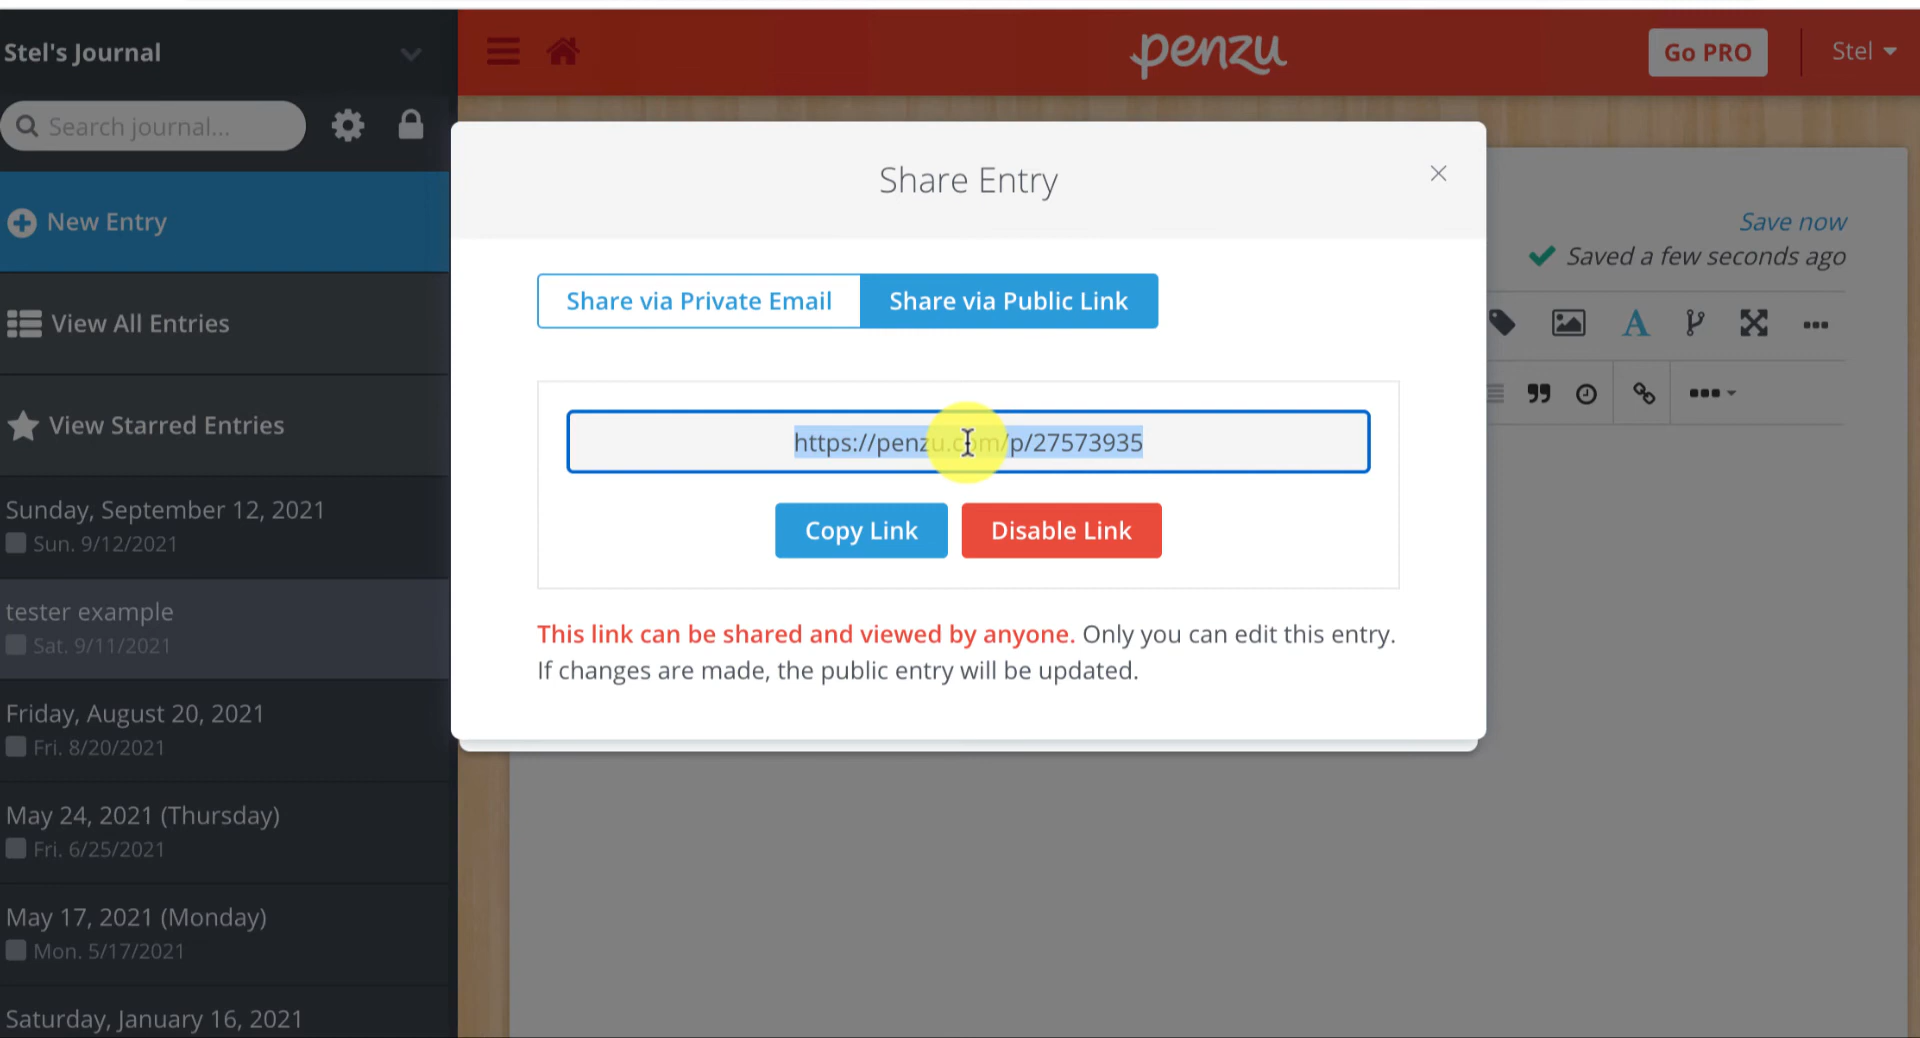 Stel's Journal
penzu
Go PRO
Stel
Search journal...
New Entry
View All Entries
View Starred Entries
Sunday, September 12, 2021
Sun. 9/12/2021
tester example
Sat. 9/11/2021
Friday, August 20, 2021
Fri. 8/20/2021
May 24, 2021 (Thursday)
Fri. 6/25/2021
May 17, 2021 (Monday)
Mon. 5/17/2021
Saturday, January 16, 2021
Share Entry
Share via Private Email
Share via Public Link
https://penzu.com/p/27573935
Copy Link
Disable Link
This link can be shared and viewed by anyone. Only you can edit this entry.
If changes are made, the public entry will be updated.
Save now
Saved a few seconds ago